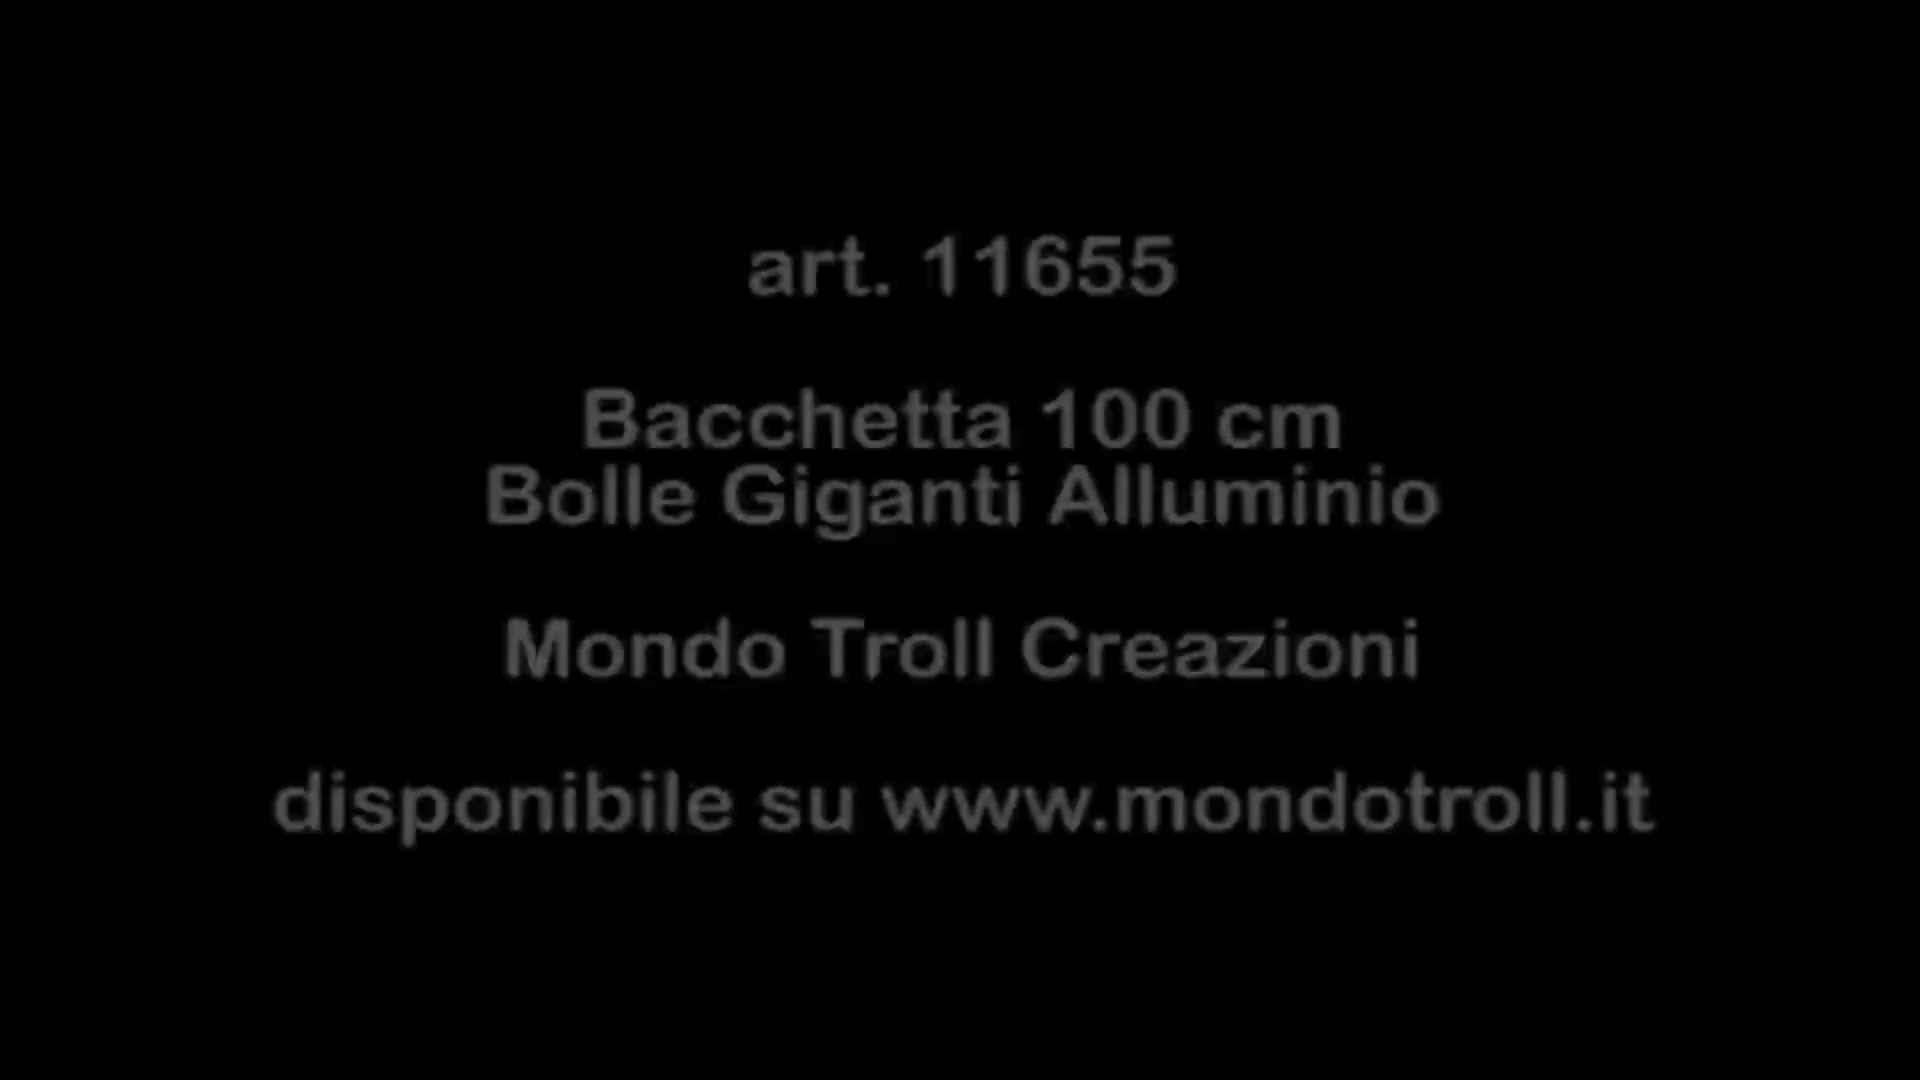 art. 11655
Bacchetta 100 cm
Bolle Giganti Alluminio
Mondo Troll Creazioni
disponibile su www.mondotroll.it